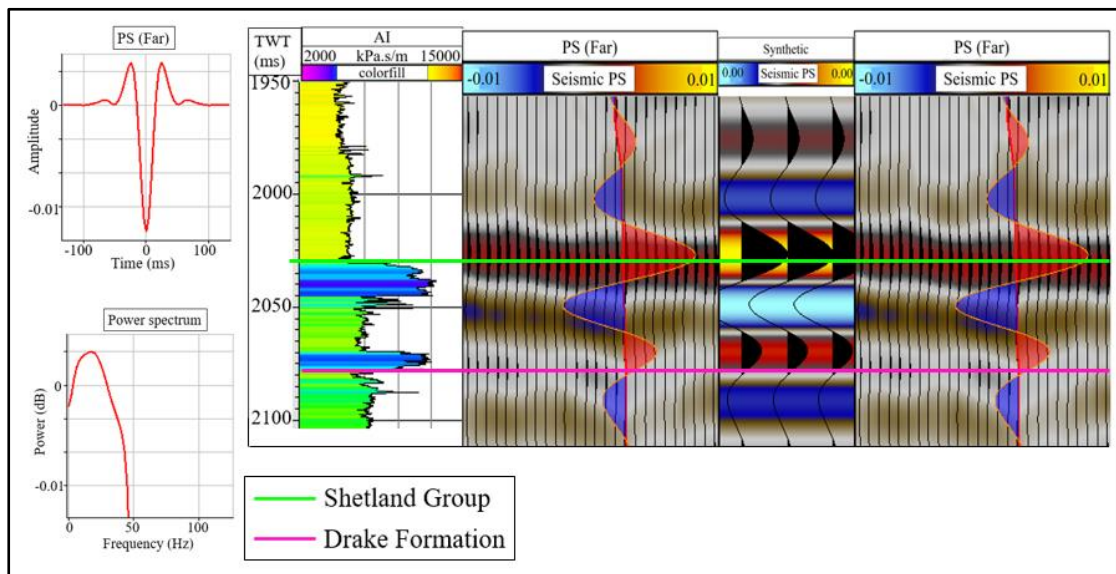 PS (Far)
0
-0.01
Amplitude
-100 0 100
Time (ms)
Power spectrum
0
-0.01
Power (dB)
0 50 100
Frequency (Hz)
TWT
(ms)
1950
2000
2050
2100
AI
2000 kPa.s/m 15000
colorfill
PS (Far)
-0.01 Seismic PS 0.01
Synthetic
0.00 Seismic PS 0.00
PS (Far)
-0.01 Seismic PS 0.01
Shetland Group
Drake Formation